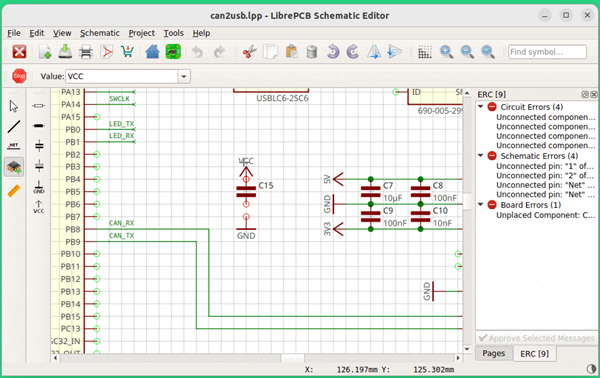 can2usb.lpp - LibrePCB Schematic Editor
File Edit View Schematic Project Tools Help
Find symbol...
Stop Value: VCC
PA13
PA14
PA15
PB0
PB1
PB2
PB3
PB4
PB5
PB6
PB7
PB8
PB9
PB10
PB11
PB12
PB13
PB14
PB15
PC13
SC32_IN
SWCLK
LED_TX
LED_RX
CAN_RX
CAN_TX
USBLC6-2SC6
ID
690-005-299
VCC
C15
GND
5V
GND
3V3
C7
10µF
C8
100nF
C9
100nF
C10
10nF
GND
.NET
GND
VCC
ERC [9]
Circuit Errors (4)
Unconnected componen...
Unconnected componen...
Unconnected componen...
Unconnected componen...
Schematic Errors (4)
Unconnected pin: "1" of...
Unconnected pin: "2" of...
Unconnected pin: "Net" ...
Unconnected pin: "Net" ...
Board Errors (1)
Unplaced Component: C...
Approve Selected Messages
Pages ERC [9]
X: 126.197mm Y: 125.302mm